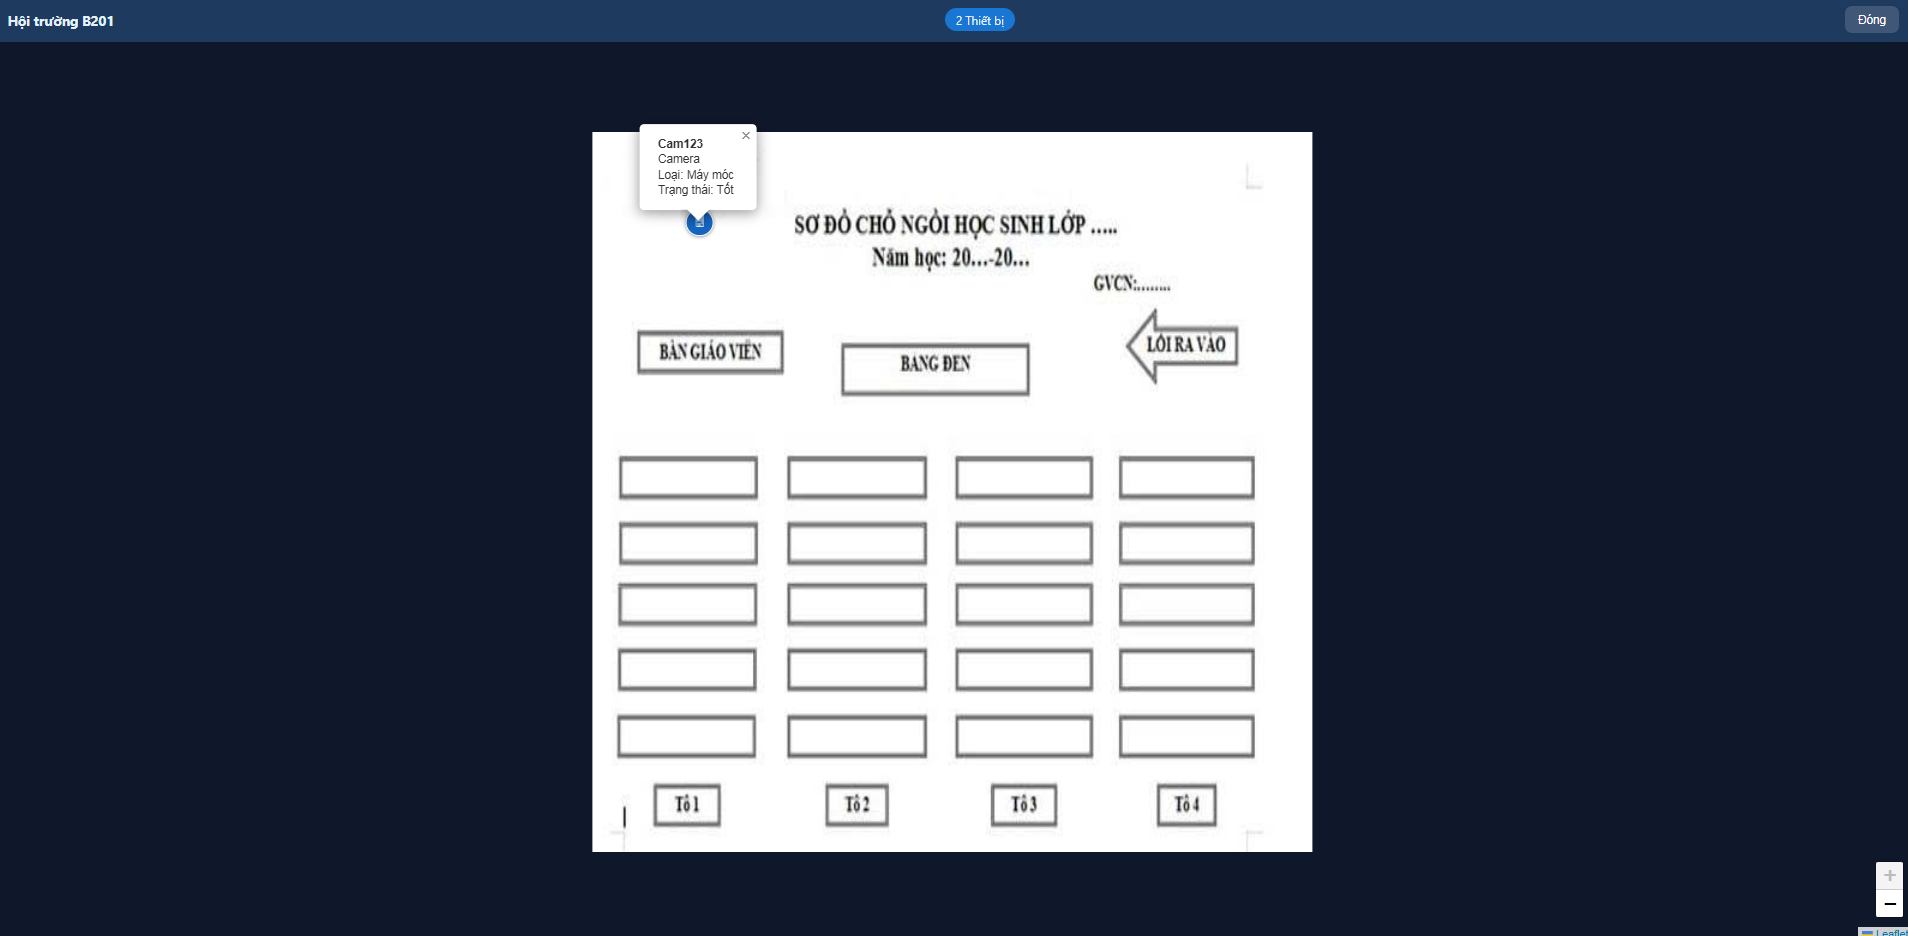 Hội trường B201
2 Thiết bị
Đóng
Cam123
Camera
Loại: Máy móc
Trạng thái: Tốt
SƠ ĐỒ CHỖ NGỒI HỌC SINH LỚP .....
Năm học: 20...-20...
GVCN:........
BÀN GIÁO VIÊN
BẢNG ĐEN
LỐI RA VÀO
Tổ 1
Tổ 2
Tổ 3
Tổ 4
+
−
Leaflet